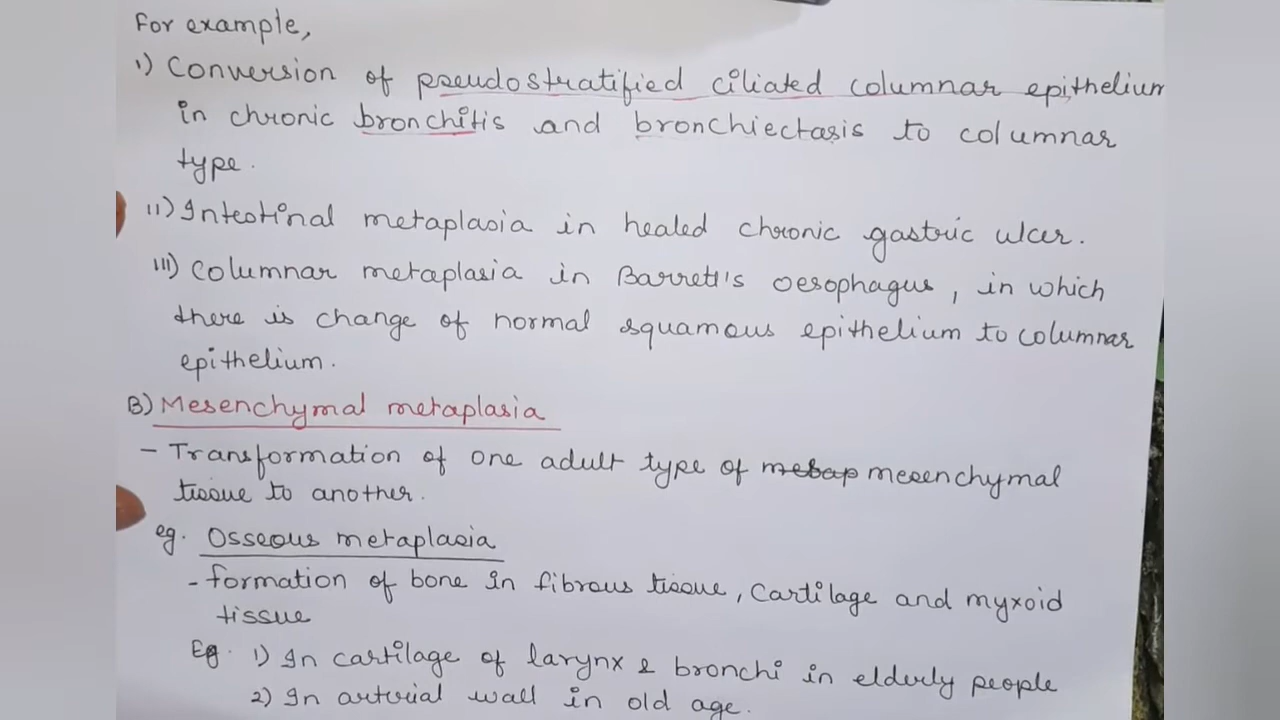 For example,
i) Conversion of pseudostratified ciliated columnar epithelium
in chronic bronchitis and bronchiectasis to columnar
type.
ii) Intestinal metaplasia in healed chronic gastric ulcer.
iii) Columnar metaplasia in Barrett's oesophagus, in which
there is change of normal squamous epithelium to columnar
epithelium.
B) Mesenchymal metaplasia
- Transformation of one adult type of mesap mesenchymal
tissue to another.
eg. Osseous metaplasia
- formation of bone in fibrous tissue, Cartilage and myxoid
tissue
Eg. 1) In cartilage of larynx & bronchi in elderly people
2) In arterial wall in old age.